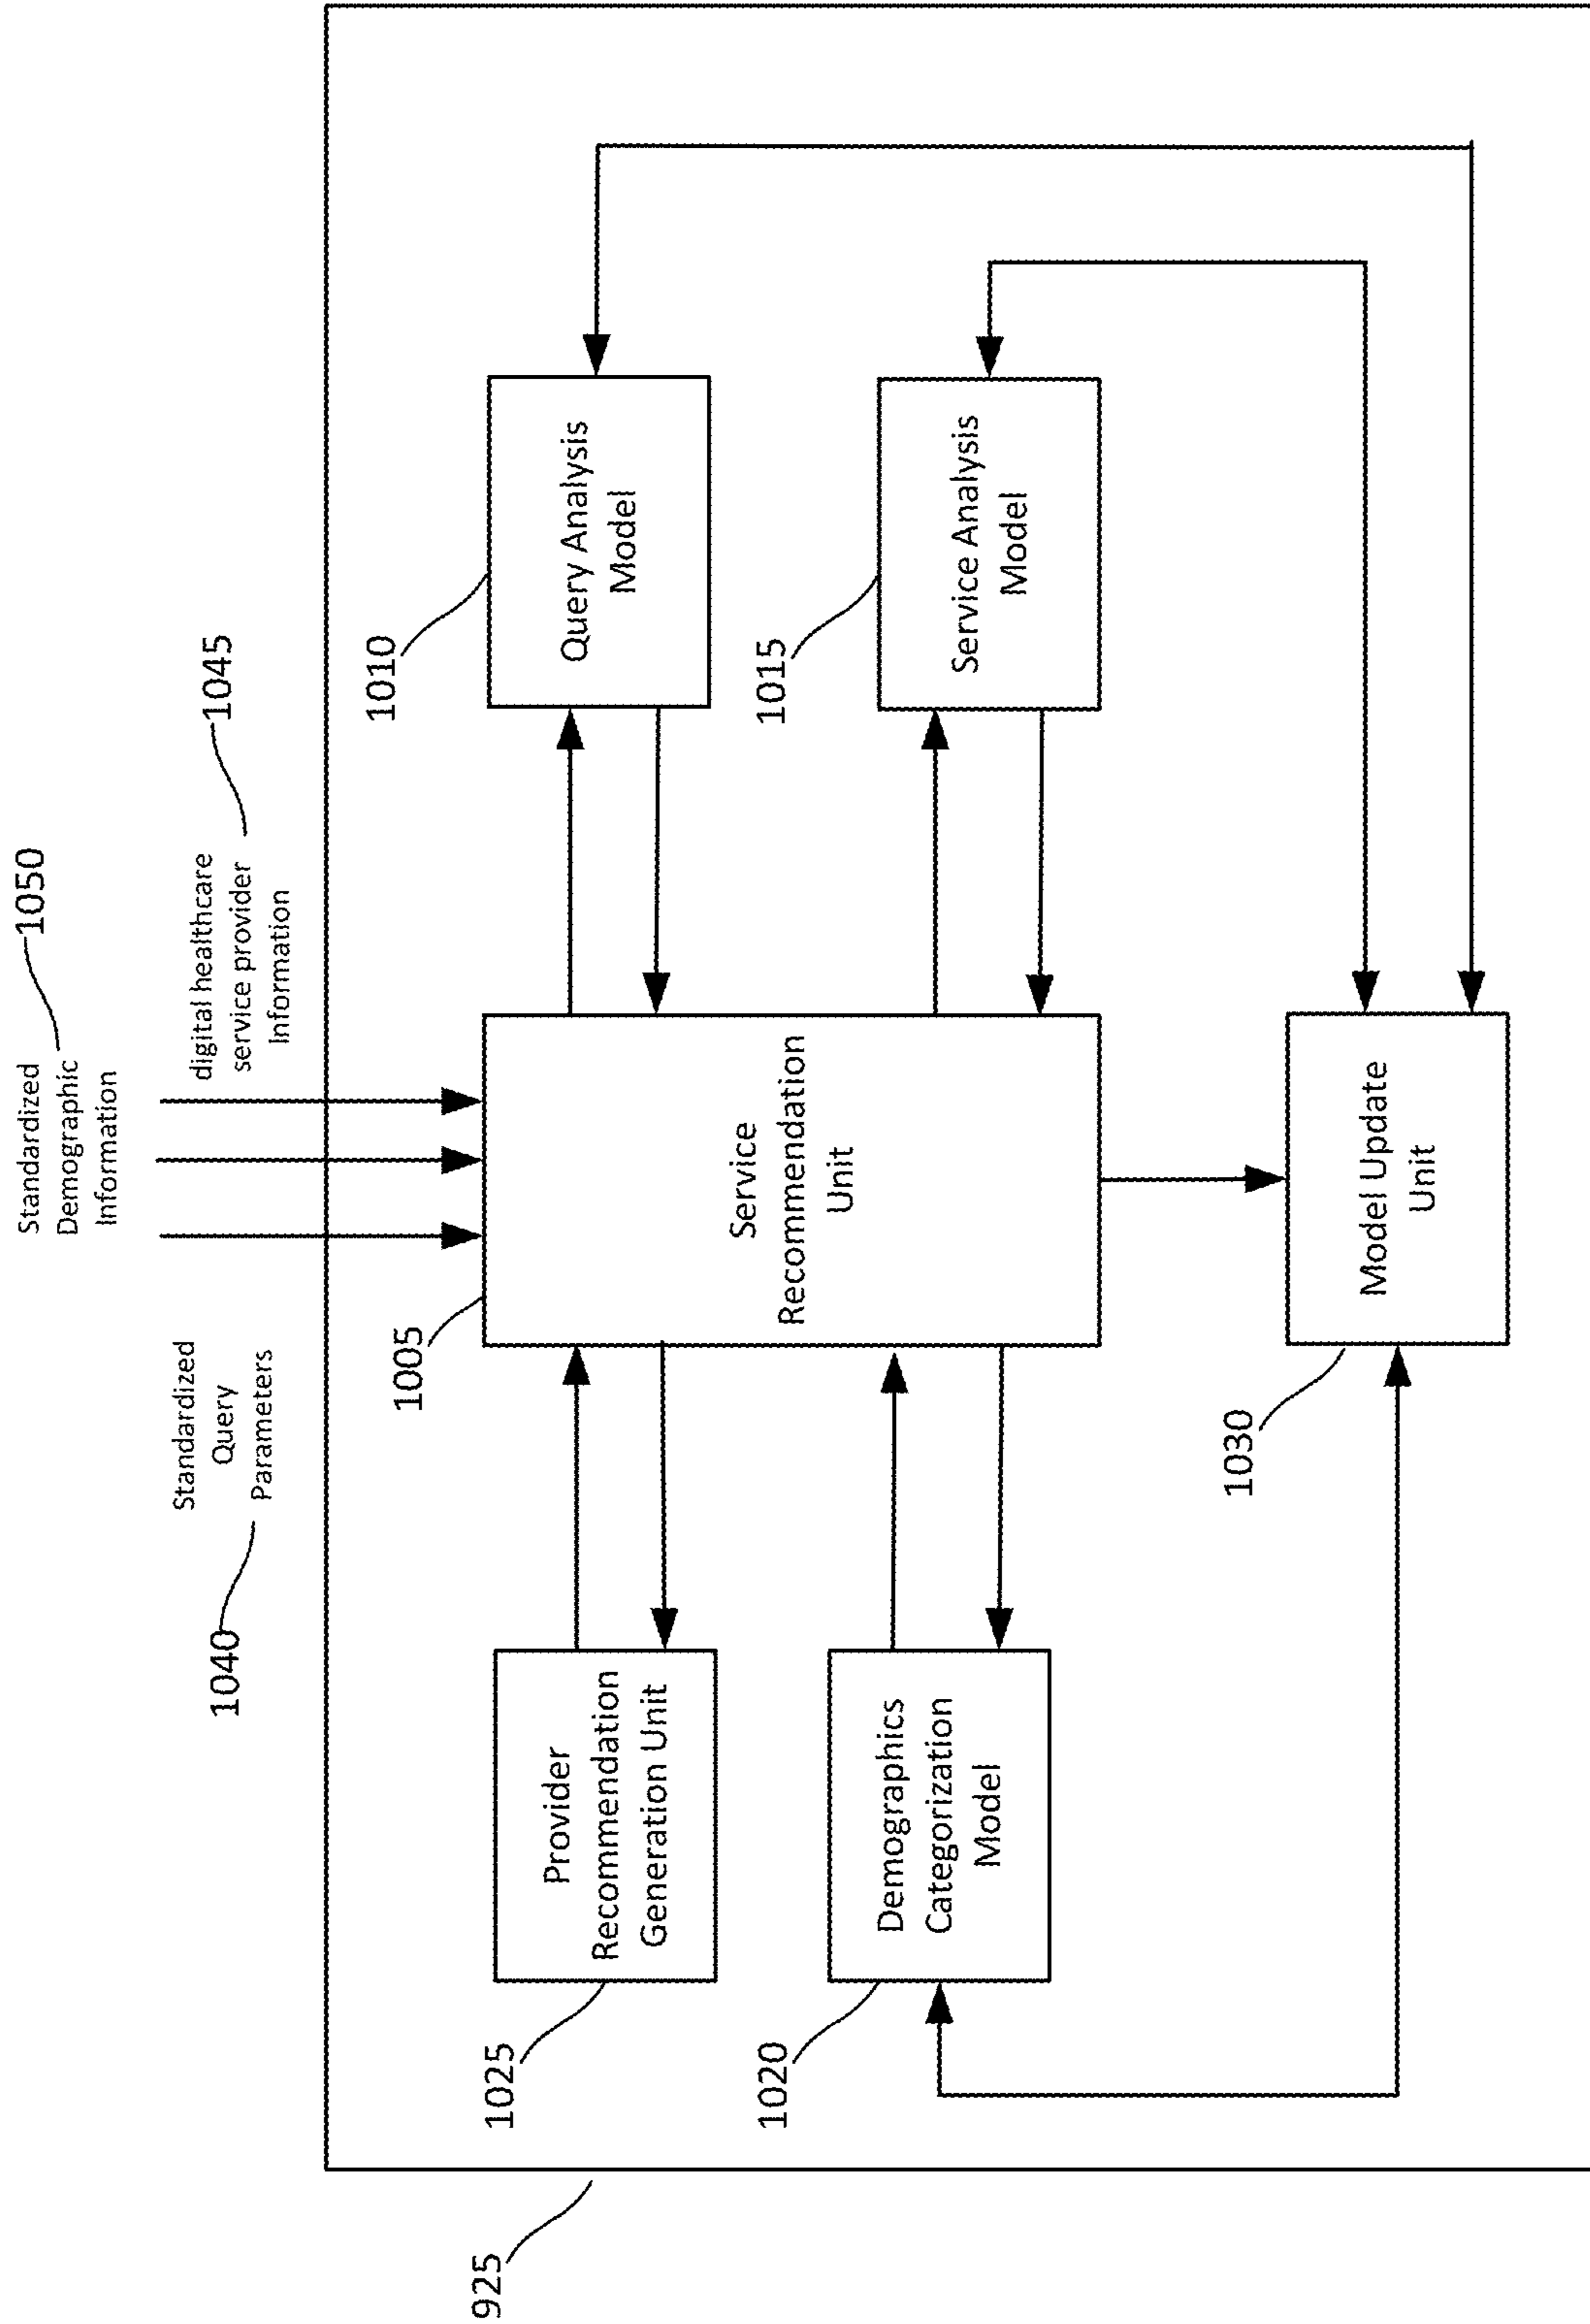 Standardized
Demographic
Information
1050
Standardized
Query
Parameters
1040
digital healthcare
service provider
Information
1045
925
1025
Provider
Recommendation
Generation Unit
1005
Service
Recommendation
Unit
1010
Query Analysis
Model
1020
Demographics
Categorization
Model
1015
Service Analysis
Model
1030
Model Update
Unit